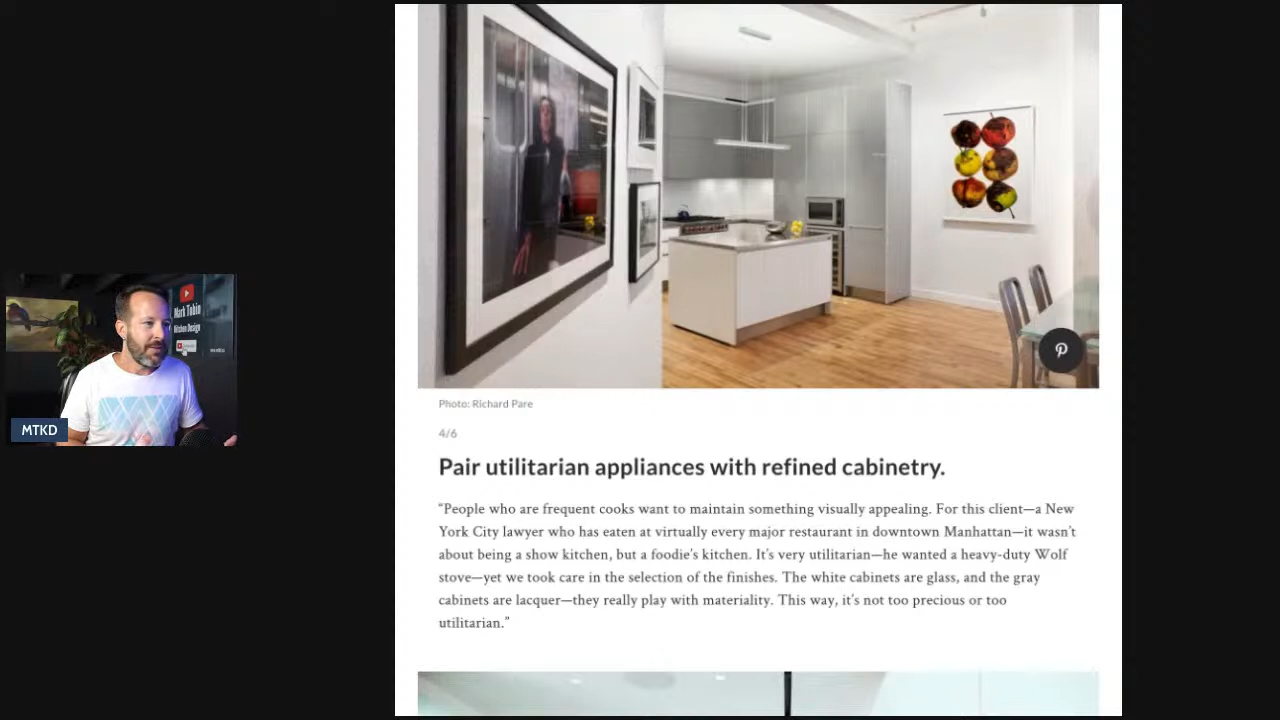 Mark Tobin
Kitchen Design
MTKD
Photo: Richard Pare
4/6
Pair utilitarian appliances with refined cabinetry.
“People who are frequent cooks want to maintain something visually appealing. For this client—a New
York City lawyer who has eaten at virtually every major restaurant in downtown Manhattan—it wasn’t
about being a show kitchen, but a foodie’s kitchen. It’s very utilitarian—he wanted a heavy-duty Wolf
stove—yet we took care in the selection of the finishes. The white cabinets are glass, and the gray
cabinets are lacquer—they really play with materiality. This way, it’s not too precious or too
utilitarian.”